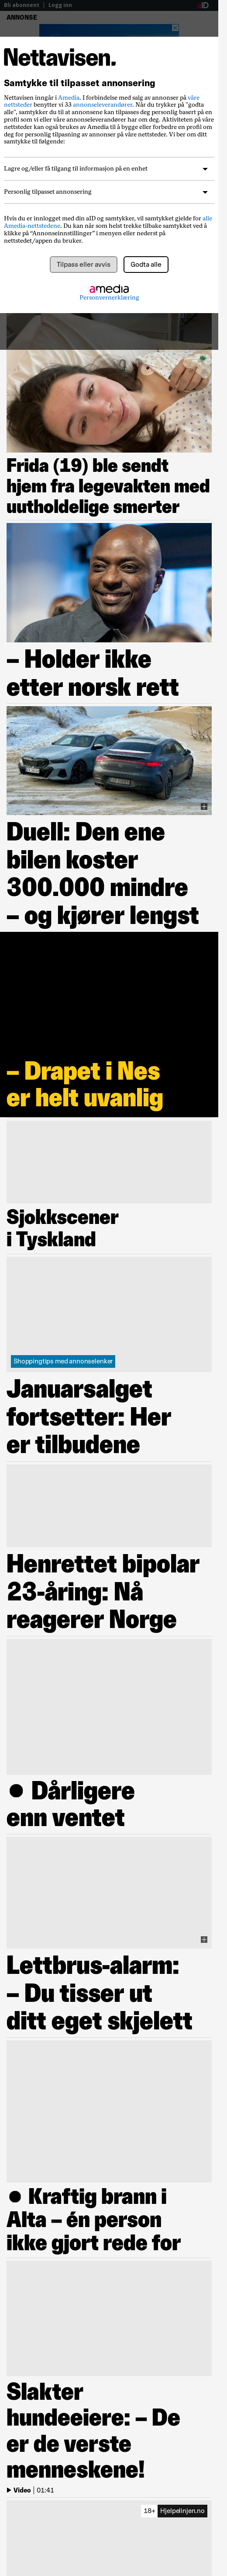 Bli abonnent | Logg inn
aID
ANNONSE
Nettavisen.
Samtykke til tilpasset annonsering
Nettavisen inngår i Amedia. I forbindelse med salg av annonser på våre
nettsteder benytter vi 33 annonseleverandører. Når du trykker på "godta
alle", samtykker du til at annonsene kan tilpasses deg personlig basert på en
profil som vi og/eller våre annonseleverandører har om deg. Aktiviteten på
nettstedet kan også brukes av Amedia til å bygge eller forbedre en profil om
deg for personlig tilpasning av annonser på våre nettsteder. Vi ber om ditt
samtykke til følgende:
Lagre og/eller få tilgang til informasjon på en enhet
Personlig tilpasset annonsering
Hvis du er innlogget med din aID og samtykker, vil samtykket gjelde for alle
Amedia-nettstedene. Du kan når som helst trekke tilbake samtykket ved å
klikke på “Annonseinnstillinger” i menyen eller nederst på
nettstedet/appen du bruker.
Tilpass eller avvis
Godta alle
amedia
Personvernerklæring
Frida (19) ble sendt
hjem fra legevakten med
uutholdelige smerter
– Holder ikke
etter norsk rett
Duell: Den ene
bilen koster
300.000 mindre
– og kjører lengst
– Drapet i Nes
er helt uvanlig
Sjokkscener
i Tyskland
Shoppingtips med annonselenker
Januarsalget
fortsetter: Her
er tilbudene
Henrettet bipolar
23-åring: Nå
reagerer Norge
● Dårligere
enn ventet
Lettbrus-alarm:
– Du tisser ut
ditt eget skjelett
● Kraftig brann i
Alta – én person
ikke gjort rede for
Slakter
hundeeiere: – De
er de verste
menneskene!
Video | 01:41
18+ Hjelpelinjen.no